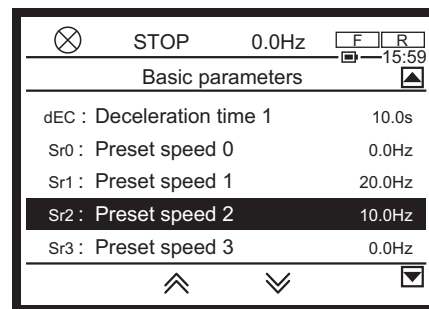 STOP 0.0Hz F R
15:59
Basic parameters
dEC : Deceleration time 1 10.0s
Sr0 : Preset speed 0 0.0Hz
Sr1 : Preset speed 1 20.0Hz
Sr2 : Preset speed 2 10.0Hz
Sr3 : Preset speed 3 0.0Hz